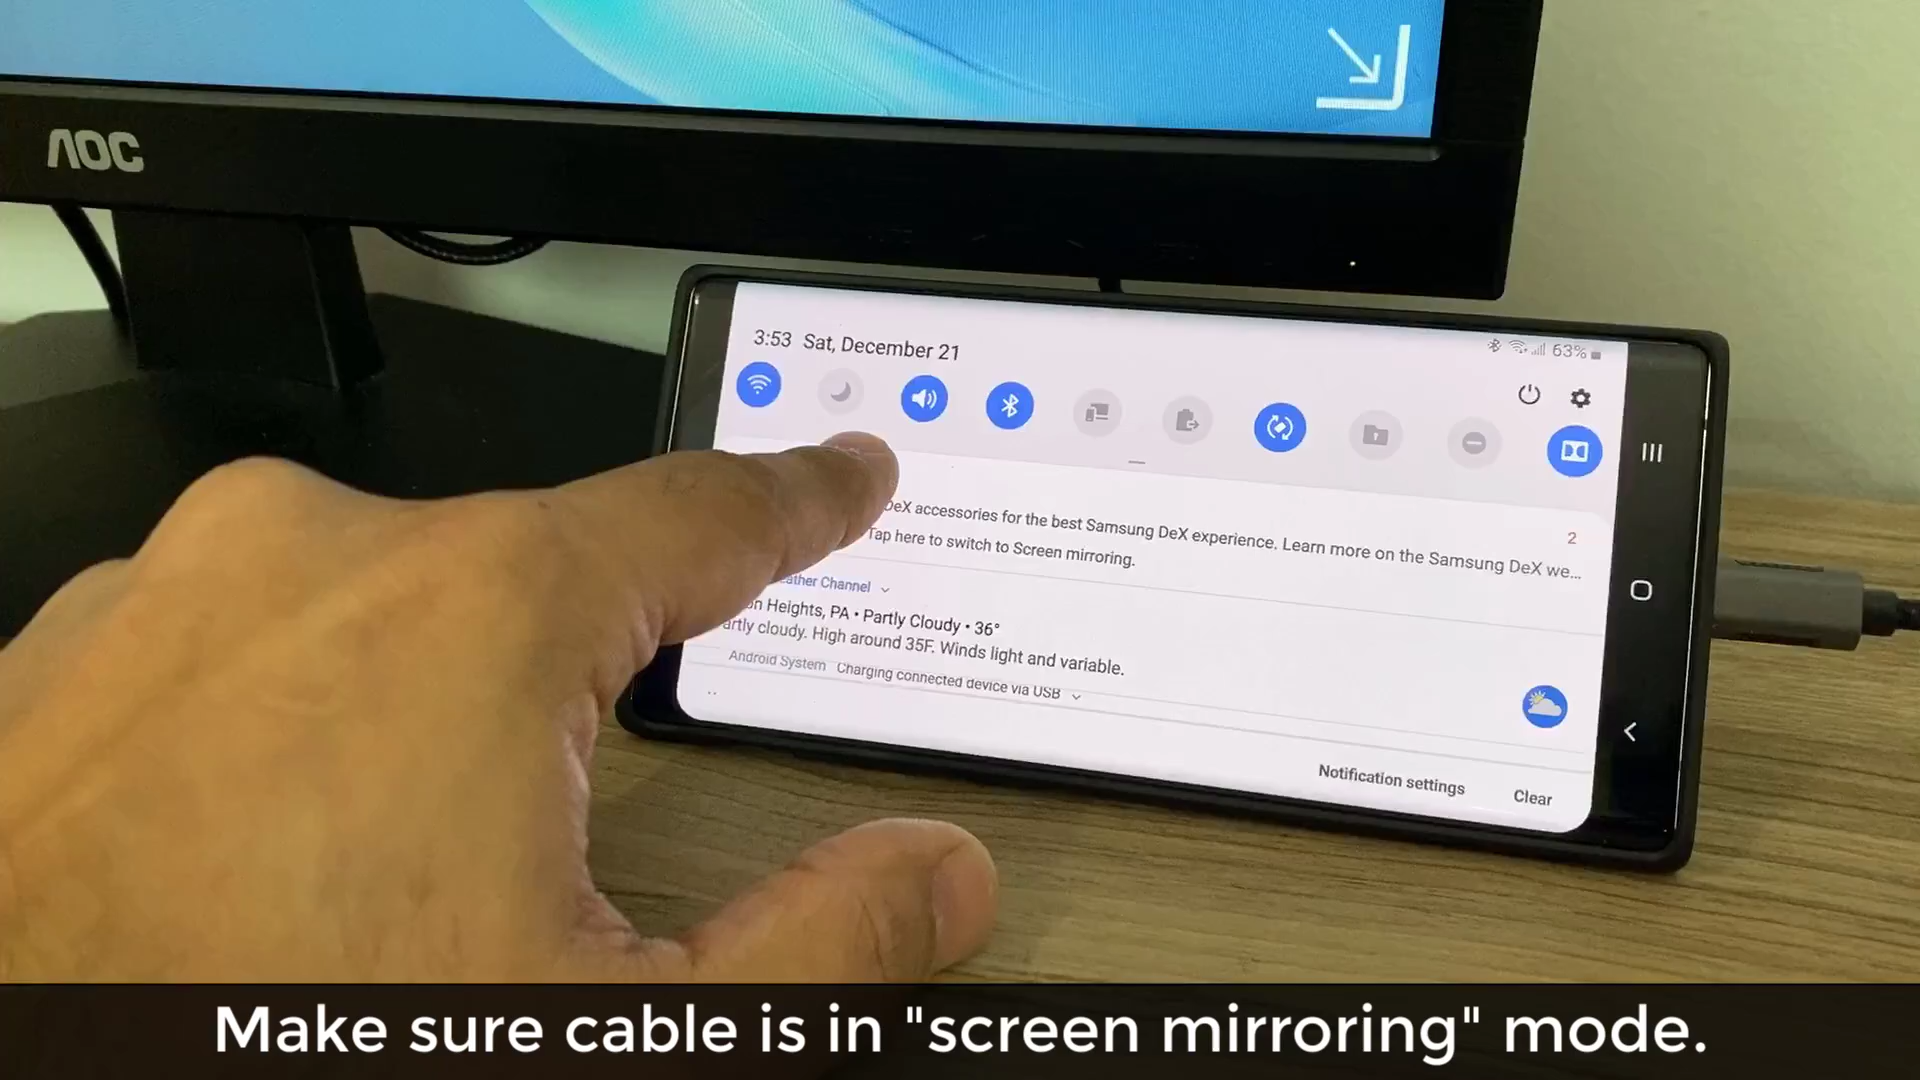 AOC
3:53 Sat, December 21
63%
DeX accessories for the best Samsung DeX experience. Learn more on the Samsung DeX we...
2
Tap here to switch to Screen mirroring.
ather Channel
on Heights, PA • Partly Cloudy • 36°
artly cloudy. High around 35F. Winds light and variable.
Android System Charging connected device via USB
Notification settings Clear
Make sure cable is in "screen mirroring" mode.